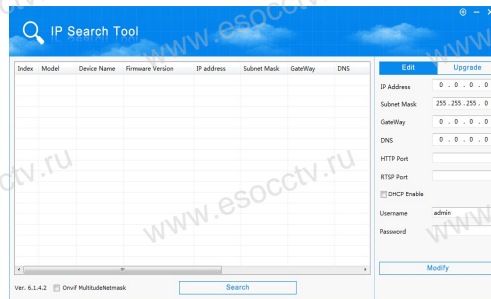 IP Search Tool
Index Model Device Name Firmware Version IP address Subnet Mask GateWay DNS
Edit Upgrade
IP Address 0 . 0 . 0 . 0
Subnet Mask 255 . 255 . 255 . 0
GateWay 0 . 0 . 0 . 0
DNS 0 . 0 . 0 . 0
HTTP Port
RTSP Port
DHCP Enable
Username admin
Password
Modify
Ver. 6.1.4.2 Onvif MultitudeNetmask Search
www.esocctv.ru
www.esocctv.ru